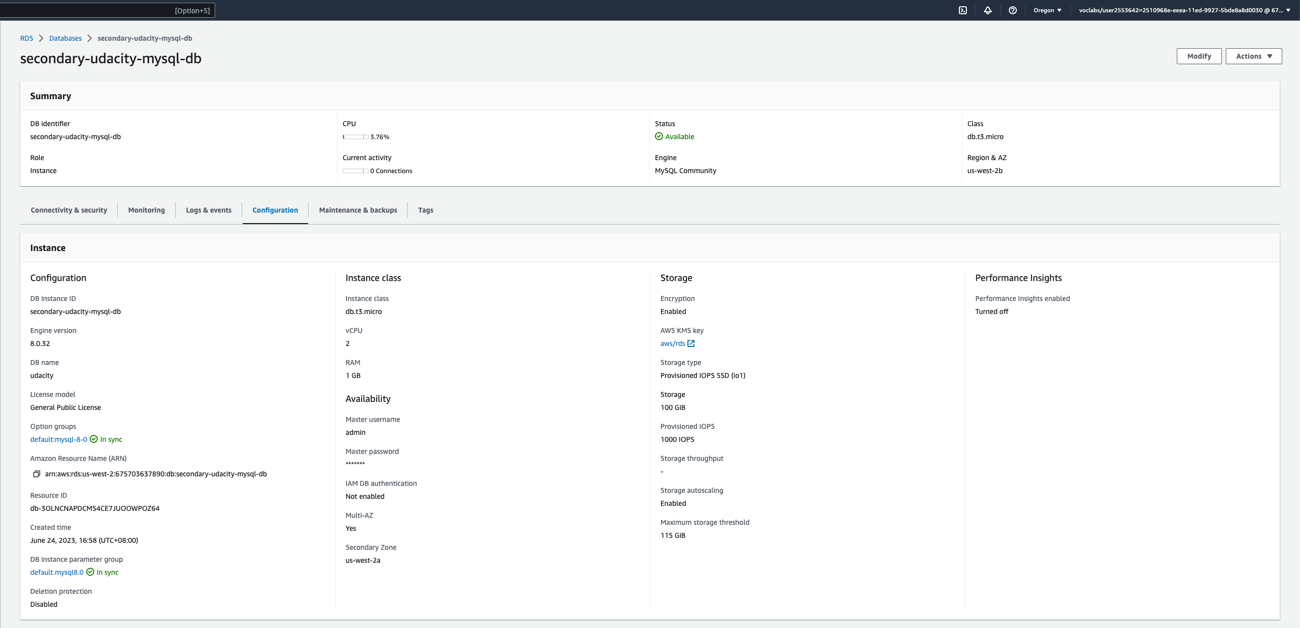 [Option+S]
Oregon ▼
voclabs/user2553642=2510968e-eeea-11ed-9927-5bde8a8d0030 @ 67... ▼
RDS > Databases > secondary-udacity-mysql-db
secondary-udacity-mysql-db
Modify
Actions ▼
Summary
DB identifier
secondary-udacity-mysql-db
CPU
3.76%
Status
Available
Class
db.t3.micro
Role
Instance
Current activity
0 Connections
Engine
MySQL Community
Region & AZ
us-west-2b
Connectivity & security
Monitoring
Logs & events
Configuration
Maintenance & backups
Tags
Instance
Configuration
DB instance ID
secondary-udacity-mysql-db
Engine version
8.0.32
DB name
udacity
License model
General Public License
Option groups
default:mysql-8-0 In sync
Amazon Resource Name (ARN)
arn:aws:rds:us-west-2:675703637890:db:secondary-udacity-mysql-db
Resource ID
db-3OLNCNAPDCMS4CE7JUOOWPOZ64
Created time
June 24, 2023, 16:58 (UTC+08:00)
DB instance parameter group
default.mysql8.0 In sync
Deletion protection
Disabled
Instance class
Instance class
db.t3.micro
vCPU
2
RAM
1 GB
Availability
Master username
admin
Master password
*******
IAM DB authentication
Not enabled
Multi-AZ
Yes
Secondary Zone
us-west-2a
Storage
Encryption
Enabled
AWS KMS key
aws/rds
Storage type
Provisioned IOPS SSD (io1)
Storage
100 GiB
Provisioned IOPS
1000 IOPS
Storage throughput
-
Storage autoscaling
Enabled
Maximum storage threshold
115 GiB
Performance Insights
Performance Insights enabled
Turned off